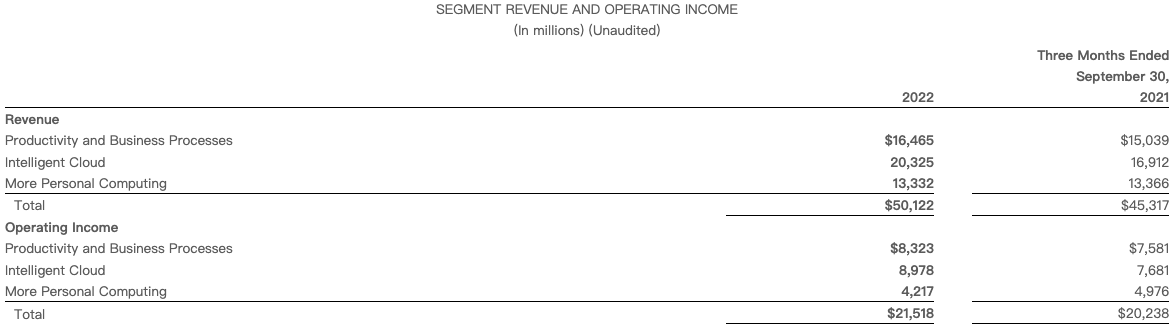 SEGMENT REVENUE AND OPERATING INCOME
(In millions) (Unaudited)
Three Months Ended
September 30,
2022 2021
Revenue
Productivity and Business Processes $16,465 $15,039
Intelligent Cloud 20,325 16,912
More Personal Computing 13,332 13,366
Total $50,122 $45,317
Operating Income
Productivity and Business Processes $8,323 $7,581
Intelligent Cloud 8,978 7,681
More Personal Computing 4,217 4,976
Total $21,518 $20,238